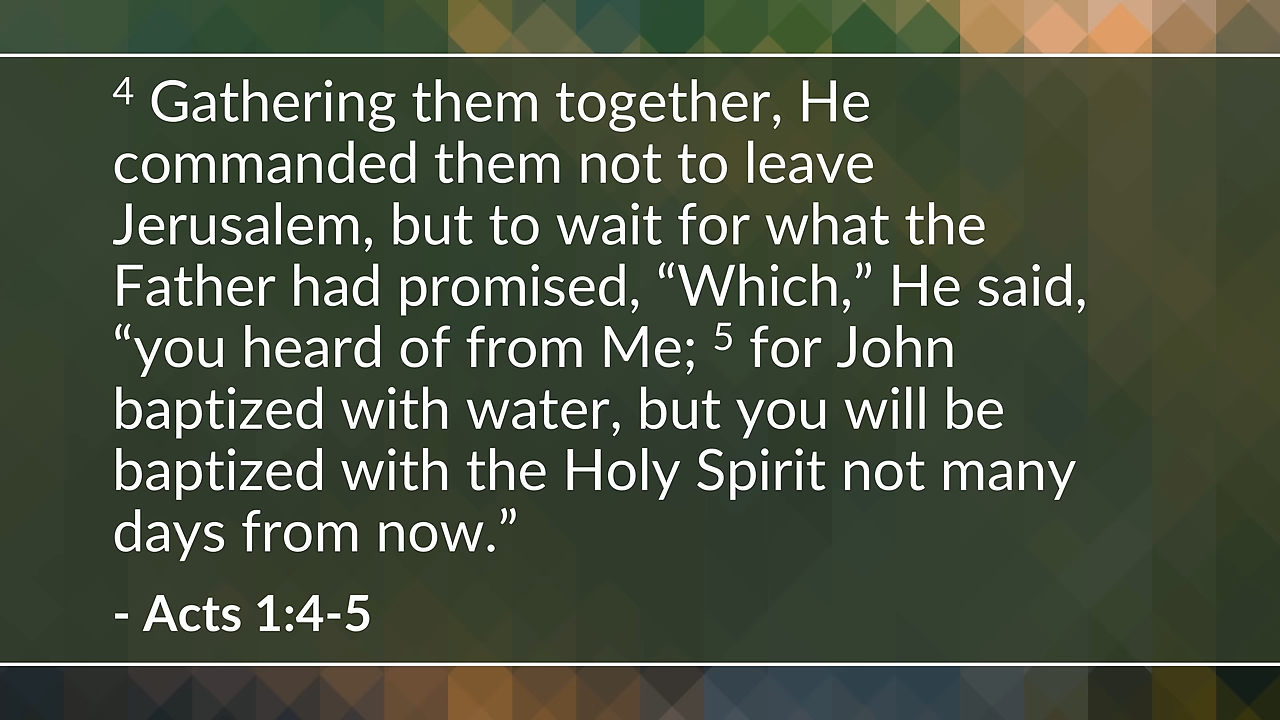 4 Gathering them together, He
commanded them not to leave
Jerusalem, but to wait for what the
Father had promised, “Which,” He said,
“you heard of from Me; 5 for John
baptized with water, but you will be
baptized with the Holy Spirit not many
days from now.”
- Acts 1:4-5